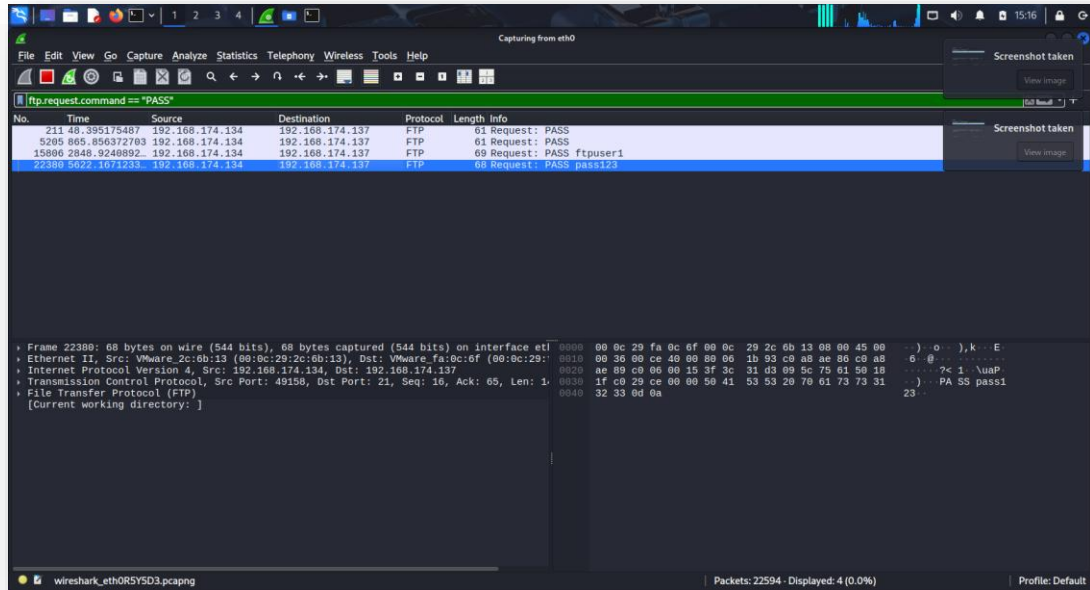 1 2 3 4
15:16
Capturing from eth0
File Edit View Go Capture Analyze Statistics Telephony Wireless Tools Help
Screenshot taken
View image
ftp.request.command == "PASS"
No. Time Source Destination Protocol Length Info
211 48.395175487 192.168.174.134 192.168.174.137 FTP 61 Request: PASS
5205 865.856372703 192.168.174.134 192.168.174.137 FTP 61 Request: PASS
15806 2848.9240892… 192.168.174.134 192.168.174.137 FTP 69 Request: PASS ftpuser1
22380 5622.1671233… 192.168.174.134 192.168.174.137 FTP 68 Request: PASS pass123
Screenshot taken
View image
Frame 22380: 68 bytes on wire (544 bits), 68 bytes captured (544 bits) on interface et
Ethernet II, Src: VMware_2c:6b:13 (00:0c:29:2c:6b:13), Dst: VMware_fa:0c:6f (00:0c:29:
Internet Protocol Version 4, Src: 192.168.174.134, Dst: 192.168.174.137
Transmission Control Protocol, Src Port: 49158, Dst Port: 21, Seq: 16, Ack: 65, Len: 1
File Transfer Protocol (FTP)
[Current working directory: ]
0000 00 0c 29 fa 0c 6f 00 0c 29 2c 6b 13 08 00 45 00 ··)··o·· ),k···E·
0010 00 36 00 ce 40 00 80 06 1b 93 c0 a8 ae 86 c0 a8 ·6··@··· ········
0020 ae 89 c0 06 00 15 3f 3c 31 d3 09 5c 75 61 50 18 ······?< 1··\uaP·
0030 1f c0 29 ce 00 00 50 41 53 53 20 70 61 73 73 31 ··)···PA SS pass1
0040 32 33 0d 0a 23··
wireshark_eth0R5Y5D3.pcapng
Packets: 22594 · Displayed: 4 (0.0%)
Profile: Default